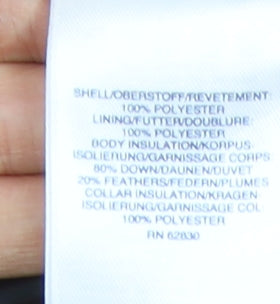 SHELL/OBERSTOFF/REVETEMENT:
100% POLYESTER
LINING/FUTTER/DOUBLURE:
100% POLYESTER
BODY INSULATION/KORPUS-
ISOLIERUNG/GARNISSAGE CORPS:
80% DOWN/DAUNEN/DUVET
20% FEATHERS/FEDERN/PLUMES
COLLAR INSULATION/KRAGEN-
ISOLIERUNG/GARNISSAGE COL:
100% POLYESTER
RN 62830